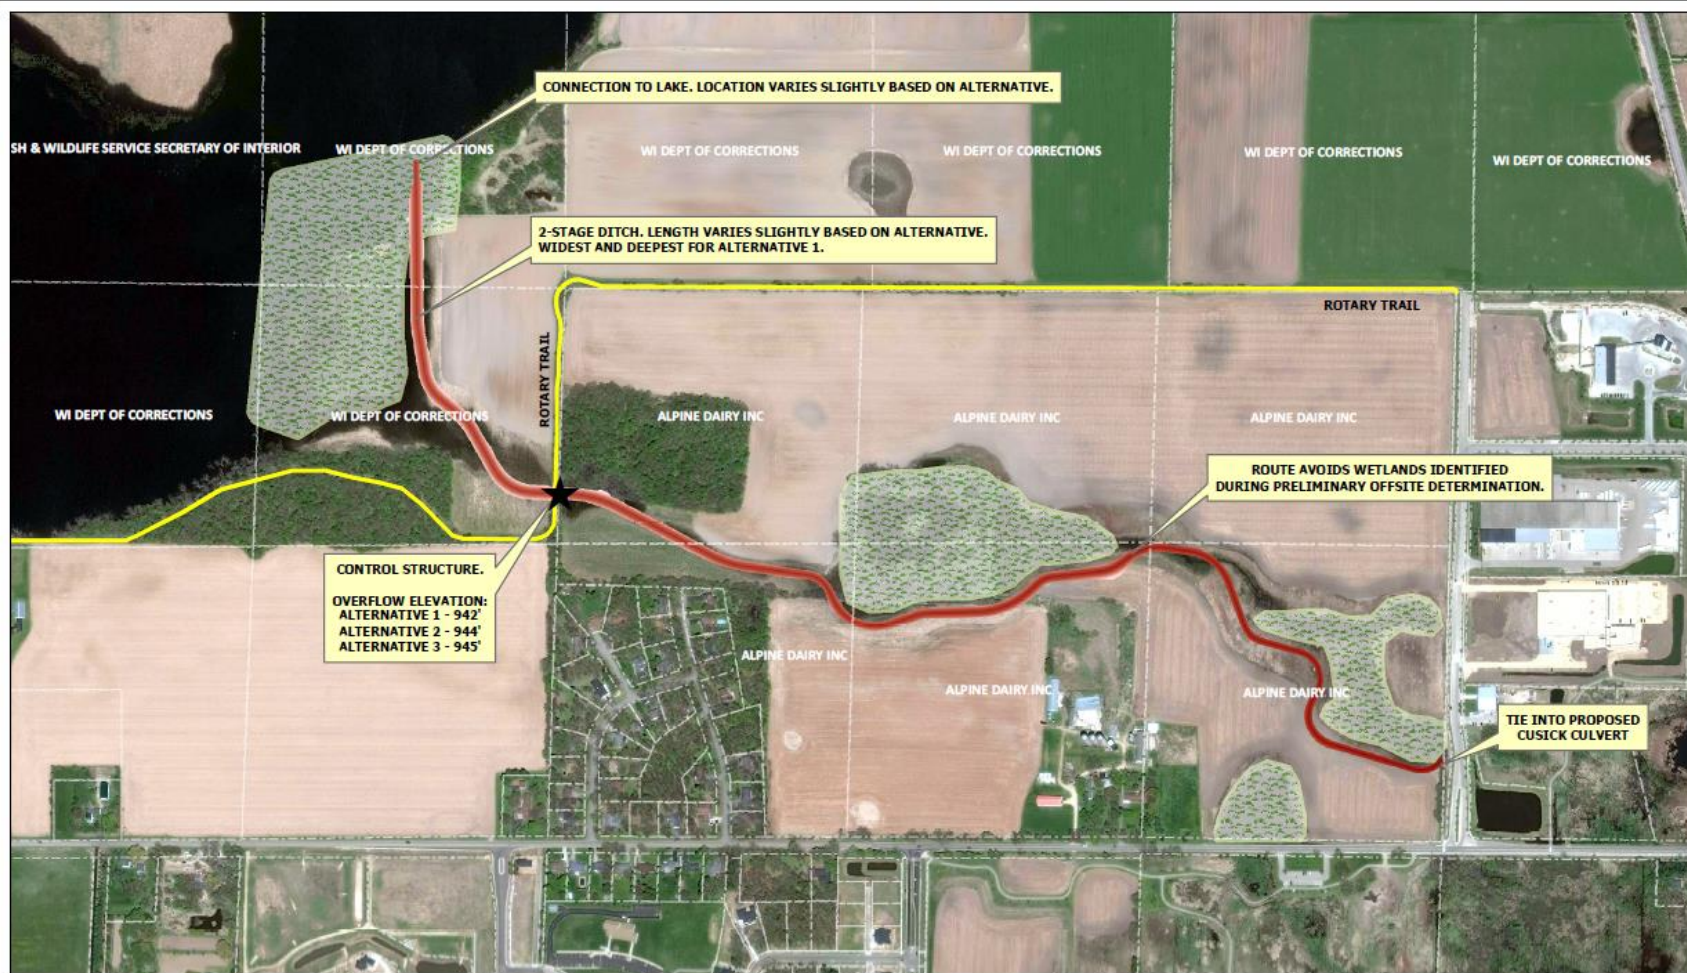 CONNECTION TO LAKE. LOCATION VARIES SLIGHTLY BASED ON ALTERNATIVE.
SH & WILDLIFE SERVICE SECRETARY OF INTERIOR
WI DEPT OF CORRECTIONS
WI DEPT OF CORRECTIONS
WI DEPT OF CORRECTIONS
WI DEPT OF CORRECTIONS
WI DEPT OF CORRECTIONS
2-STAGE DITCH. LENGTH VARIES SLIGHTLY BASED ON ALTERNATIVE.
WIDEST AND DEEPEST FOR ALTERNATIVE 1.
ROTARY TRAIL
ROTARY TRAIL
WI DEPT OF CORRECTIONS
WI DEPT OF CORRECTIONS
ALPINE DAIRY INC
ALPINE DAIRY INC
ALPINE DAIRY INC
ROUTE AVOIDS WETLANDS IDENTIFIED
DURING PRELIMINARY OFFSITE DETERMINATION.
CONTROL STRUCTURE.
OVERFLOW ELEVATION:
ALTERNATIVE 1 - 942'
ALTERNATIVE 2 - 944'
ALTERNATIVE 3 - 945'
ALPINE DAIRY INC
ALPINE DAIRY INC
ALPINE DAIRY INC
TIE INTO PROPOSED
CUSICK CULVERT